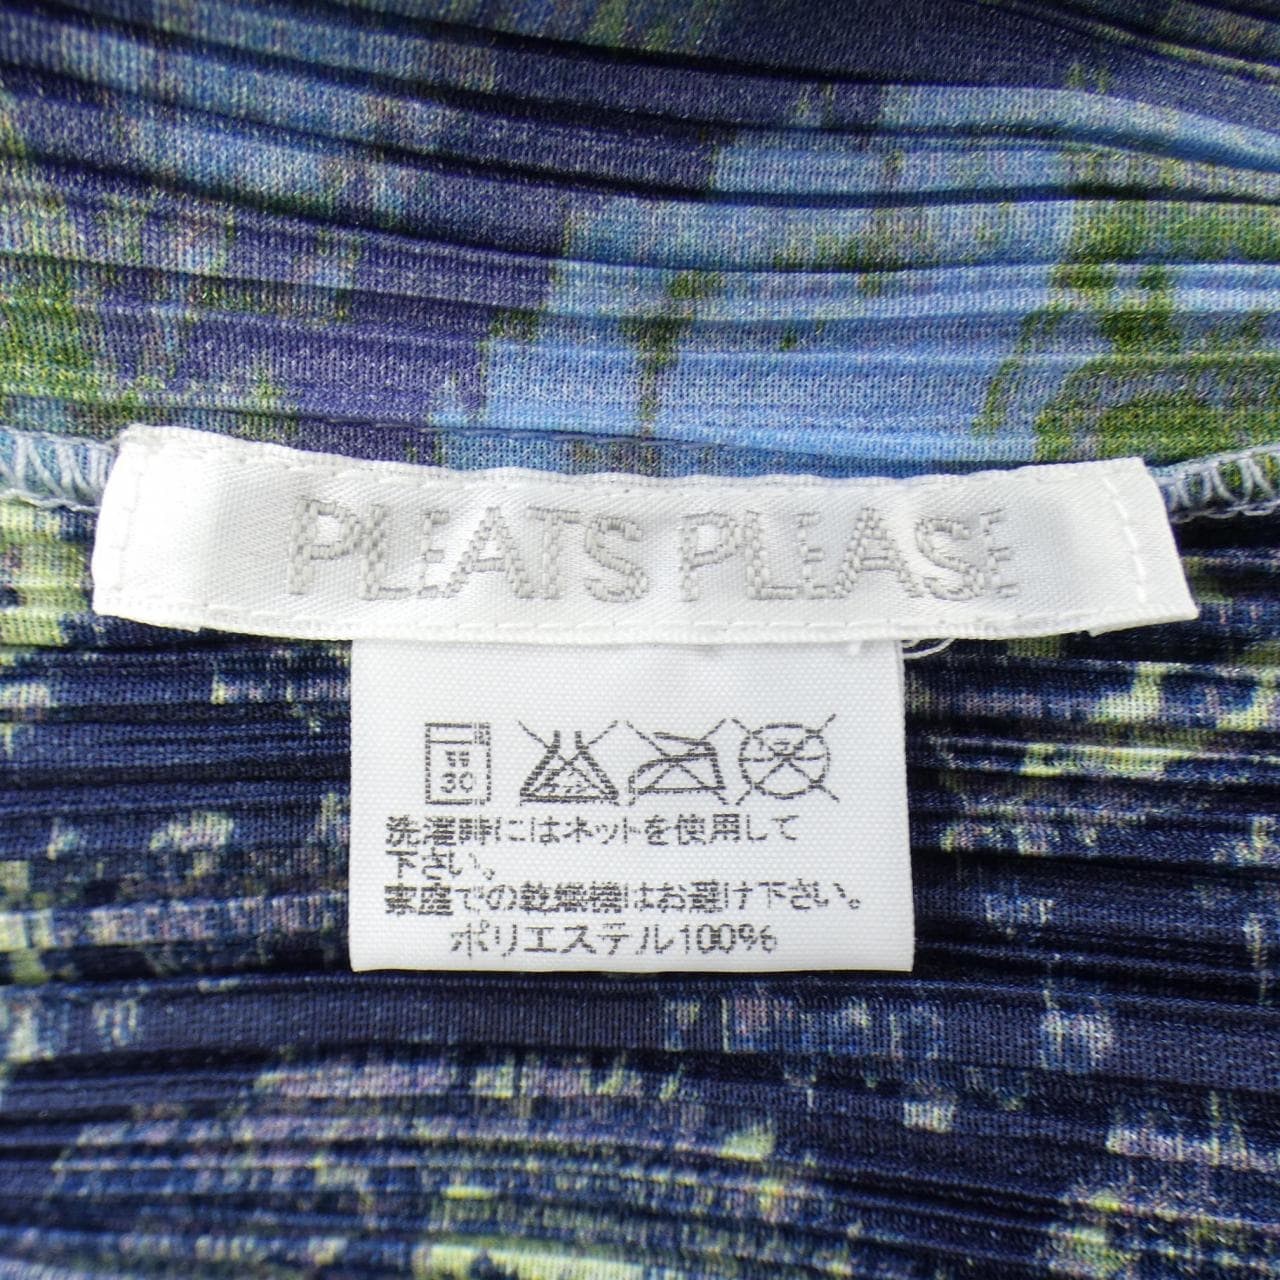 PLEATS PLEASE
弱
30
洗濯時にはネットを使用して
下さい。
家庭での乾燥機はお避け下さい。
ポリエステル100%